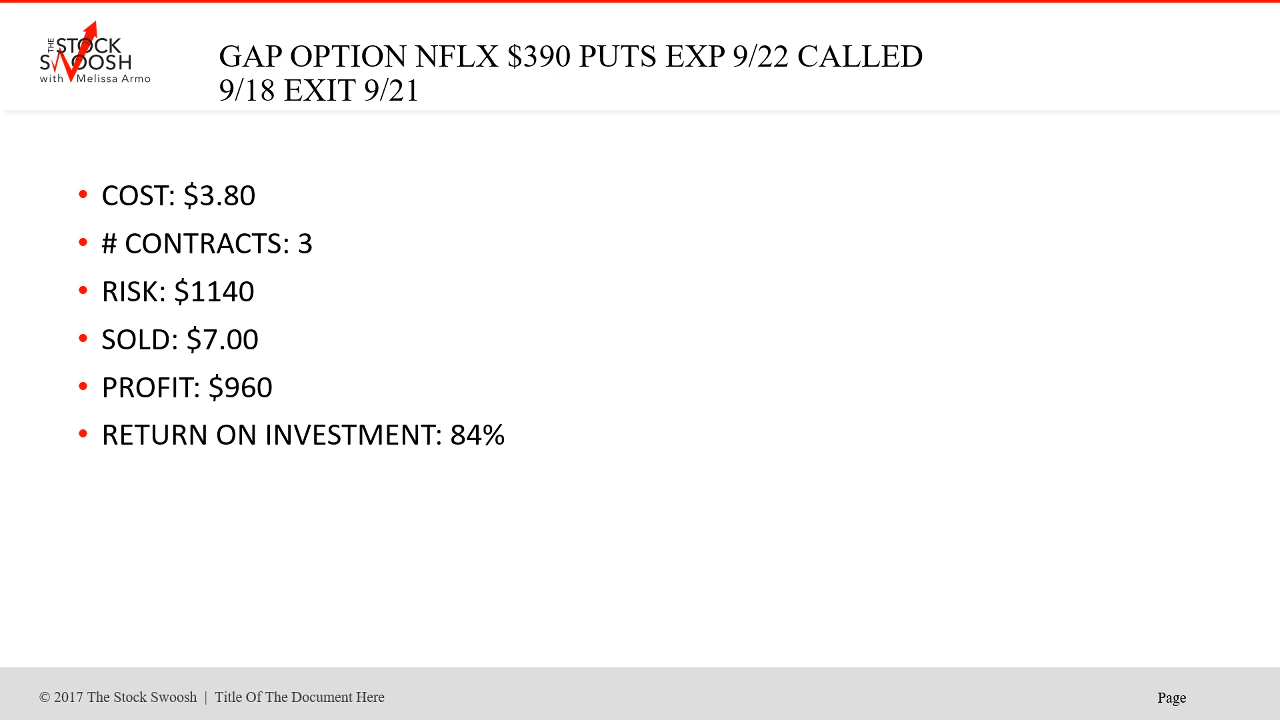 THE STOCK
SWOOSH
with Melissa Armo
GAP OPTION NFLX $390 PUTS EXP 9/22 CALLED
9/18 EXIT 9/21
• COST: $3.80
• # CONTRACTS: 3
• RISK: $1140
• SOLD: $7.00
• PROFIT: $960
• RETURN ON INVESTMENT: 84%
© 2017 The Stock Swoosh | Title Of The Document Here
Page